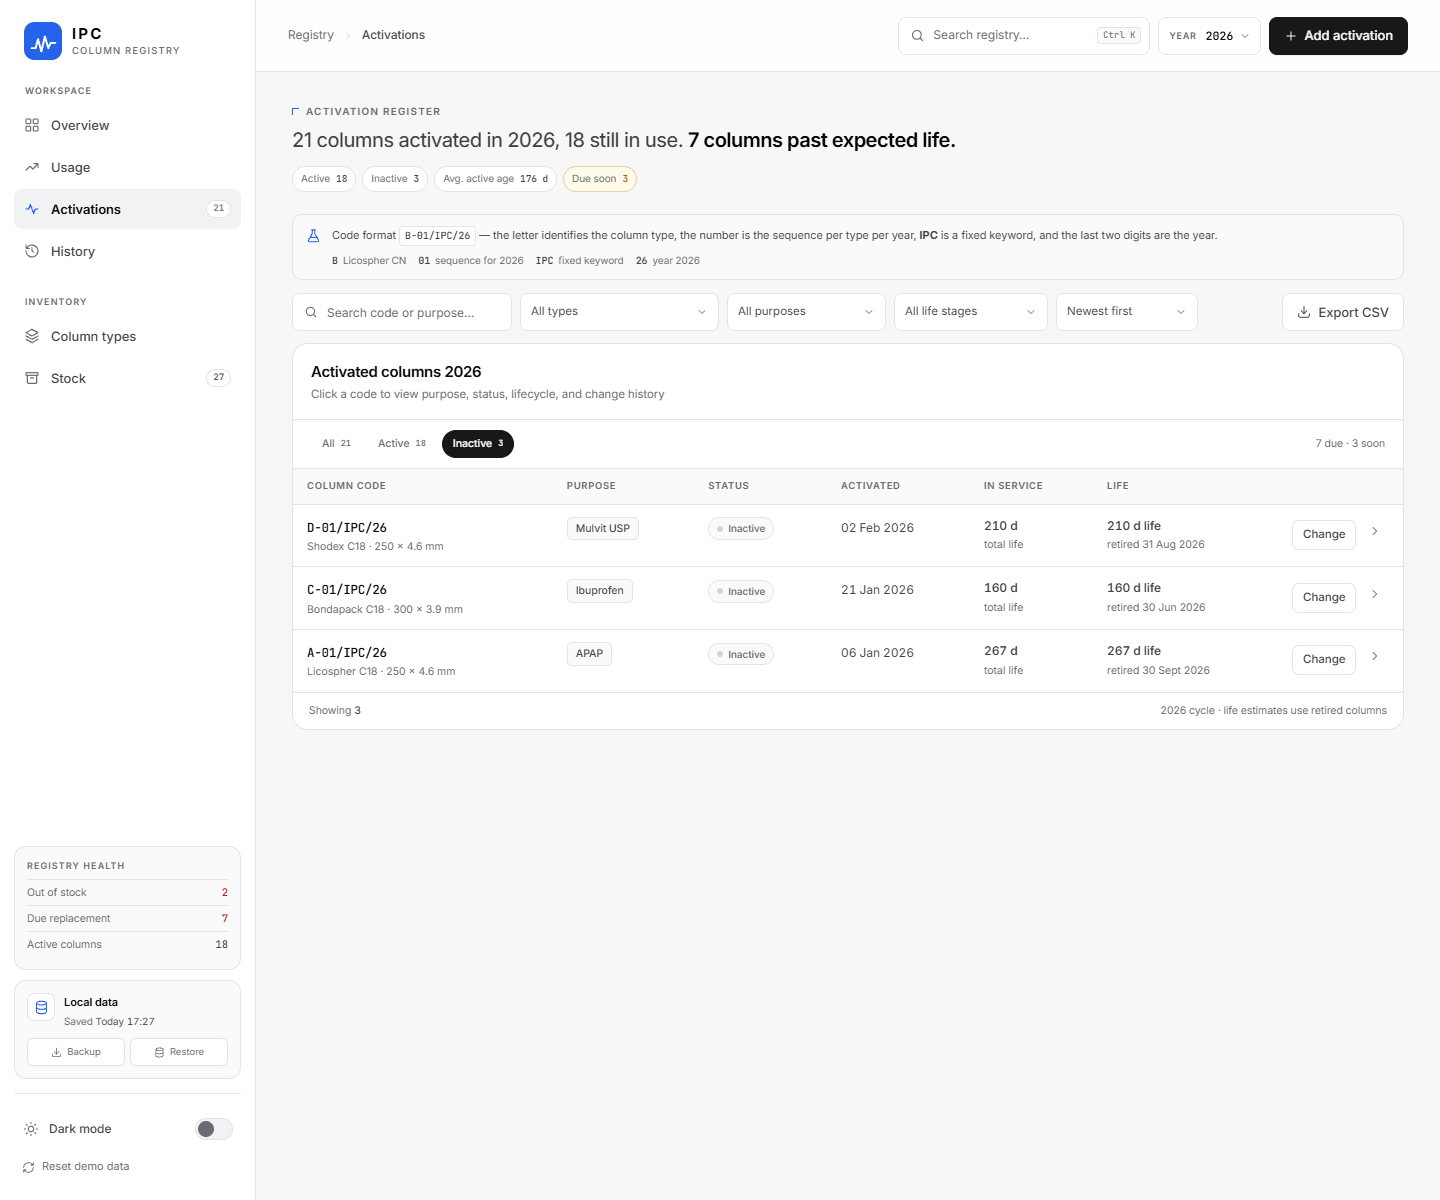 IPC
COLUMN REGISTRY
WORKSPACE
Overview
Usage
Activations 21
History
INVENTORY
Column types
Stock 27
REGISTRY HEALTH
Out of stock 2
Due replacement 7
Active columns 18
Local data
Saved Today 17:27
Backup Restore
Dark mode
Reset demo data
Registry Activations
Search registry... Ctrl K YEAR 2026 Add activation
ACTIVATION REGISTER
21 columns activated in 2026, 18 still in use. 7 columns past expected life.
Active 18 Inactive 3 Avg. active age 176 d Due soon 3
Code format B-01/IPC/26 — the letter identifies the column type, the number is the sequence per type per year, IPC is a fixed keyword, and the last two digits are the year.
B Licospher CN 01 sequence for 2026 IPC fixed keyword 26 year 2026
Search code or purpose... All types All purposes All life stages Newest first Export CSV
Activated columns 2026
Click a code to view purpose, status, lifecycle, and change history
All 21 Active 18 Inactive 3 7 due · 3 soon
COLUMN CODE PURPOSE STATUS ACTIVATED IN SERVICE LIFE
D-01/IPC/26 Mulvit USP Inactive 02 Feb 2026 210 d 210 d life Change
Shodex C18 · 250 × 4.6 mm total life retired 31 Aug 2026
C-01/IPC/26 Ibuprofen Inactive 21 Jan 2026 160 d 160 d life Change
Bondapack C18 · 300 × 3.9 mm total life retired 30 Jun 2026
A-01/IPC/26 APAP Inactive 06 Jan 2026 267 d 267 d life Change
Licospher C18 · 250 × 4.6 mm total life retired 30 Sept 2026
Showing 3 2026 cycle · life estimates use retired columns